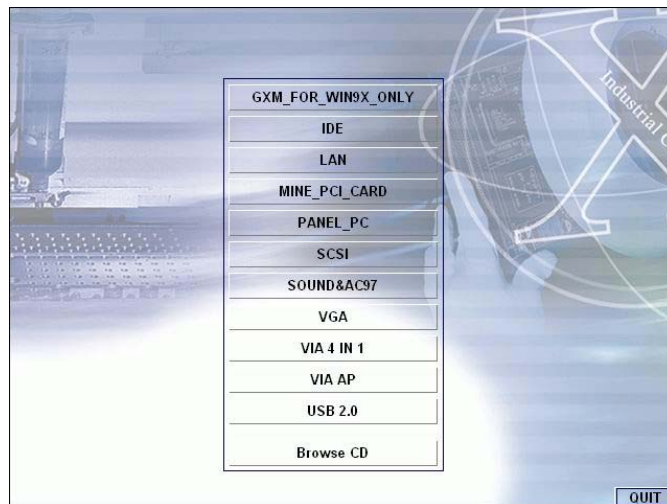 Industrial C
GXM_FOR_WIN9X_ONLY
IDE
LAN
MINE_PCI_CARD
PANEL_PC
SCSI
SOUND&AC97
VGA
VIA 4 IN 1
VIA AP
USB 2.0
Browse CD
QUIT